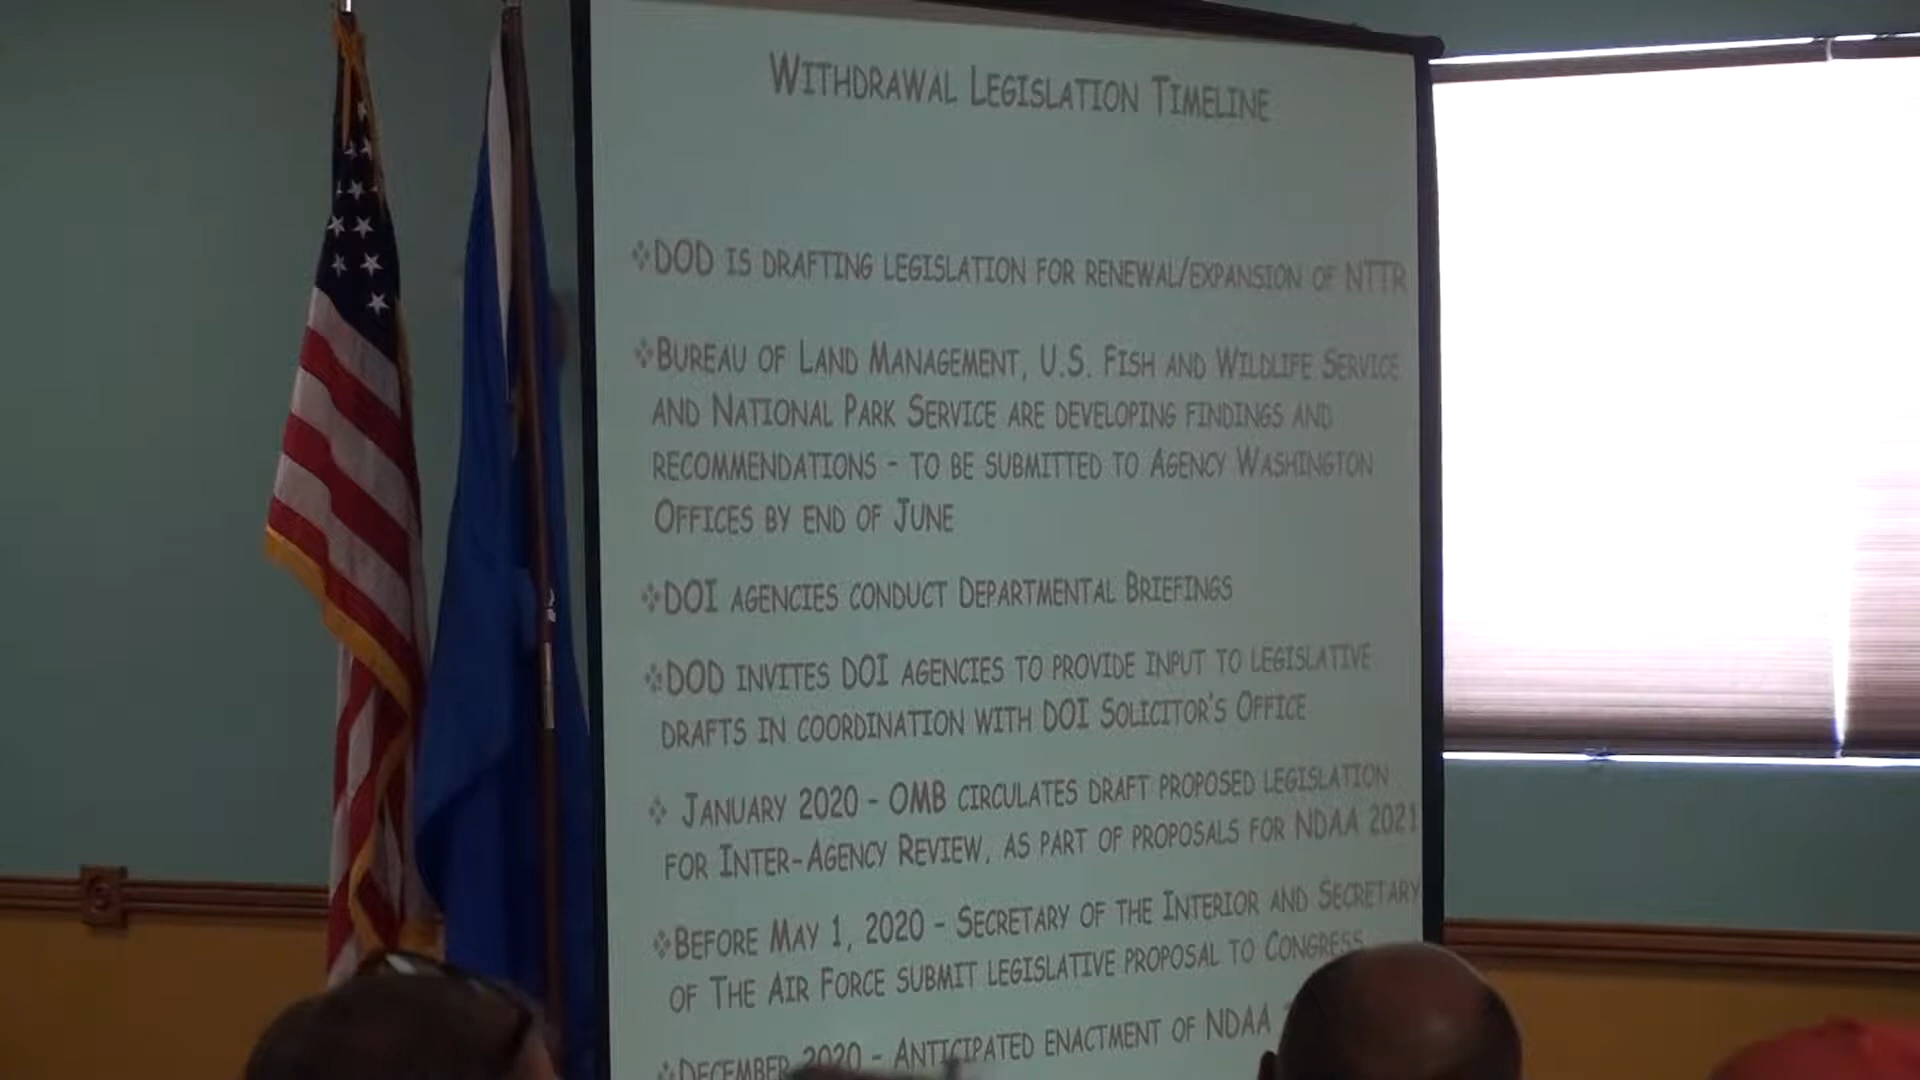 WITHDRAWAL LEGISLATION TIMELINE
❖DOD IS DRAFTING LEGISLATION FOR RENEWAL/EXPANSION OF NTTR
❖BUREAU OF LAND MANAGEMENT, U.S. FISH AND WILDLIFE SERVICE
AND NATIONAL PARK SERVICE ARE DEVELOPING FINDINGS AND
RECOMMENDATIONS - TO BE SUBMITTED TO AGENCY WASHINGTON
OFFICES BY END OF JUNE
❖DOI AGENCIES CONDUCT DEPARTMENTAL BRIEFINGS
❖DOD INVITES DOI AGENCIES TO PROVIDE INPUT TO LEGISLATIVE
DRAFTS IN COORDINATION WITH DOI SOLICITOR'S OFFICE
❖ JANUARY 2020 - OMB CIRCULATES DRAFT PROPOSED LEGISLATION
FOR INTER-AGENCY REVIEW, AS PART OF PROPOSALS FOR NDAA 2021
❖BEFORE MAY 1, 2020 - SECRETARY OF THE INTERIOR AND SECRETARY
OF THE AIR FORCE SUBMIT LEGISLATIVE PROPOSAL TO CONGRESS
❖DECEMBER 2020 - ANTICIPATED ENACTMENT OF NDAA